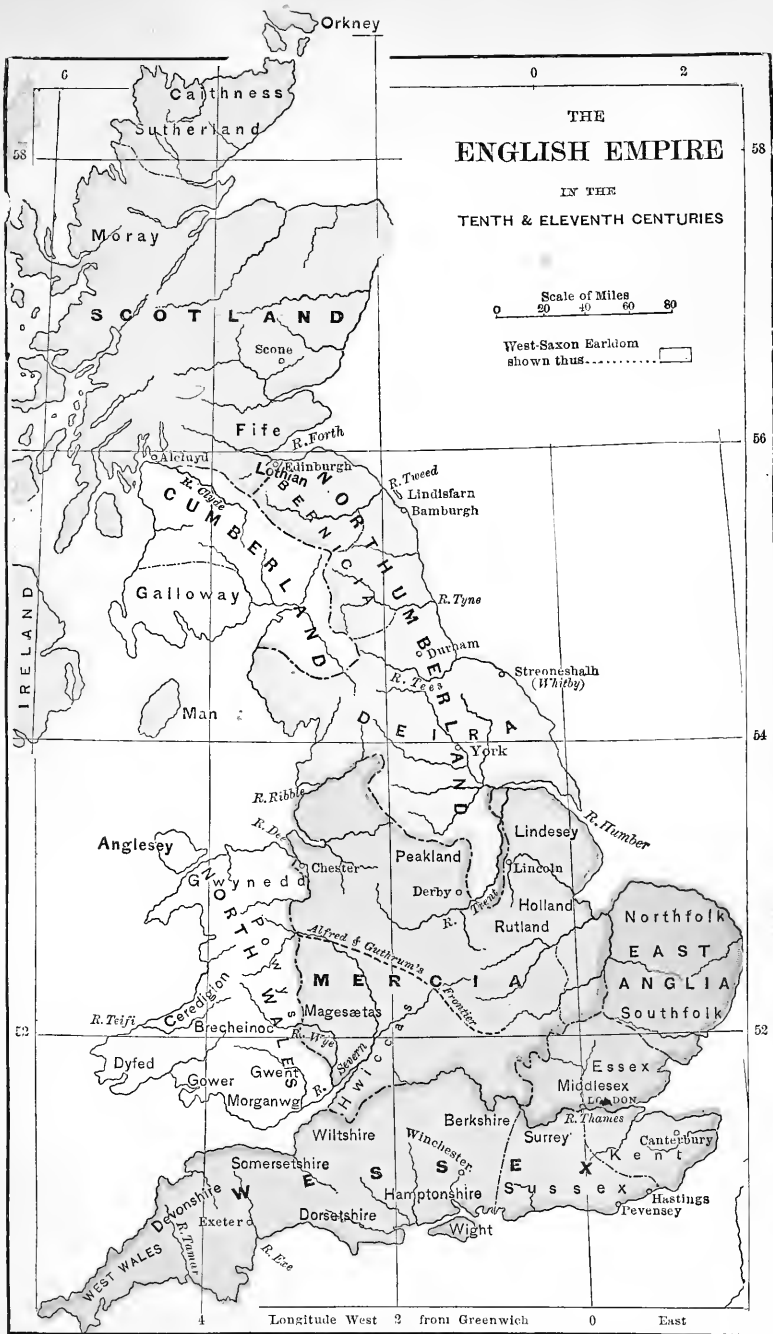 Orkney
6
0
2
THE
ENGLISH EMPIRE
IN THE
TENTH & ELEVENTH CENTURIES
Caithness
Sutherland
58
58
Moray
SCOTLAND
Scale of Miles
0 20 40 60 80
West-Saxon Earldom
shown thus
Scone
Fife
R. Forth
56
56
Alcluyd
Edinburgh
Lothian
R. Tweed
Lindisfarn
Bamburgh
R. Clyde
CUMBERLAND
NORTHUMBERLAND
BERNICIA
Galloway
R. Tyne
IRELAND
Durham
Streoneshalh
(Whitby)
R. Tees
Man
DEIRA
54
54
York
R. Ribble
R. Humber
Lindesey
R. Dee
Anglesey
Chester
Peakland
Lincoln
Gwynedd
Derby
R. Trent
Holland
Rutland
NORTH WALES
Powys
Northfolk
EAST
ANGLIA
Southfolk
Alfred & Guthrum's
Frontier
MERCIA
Magesætas
Ceredigion
R. Teifi
52
52
Brecheinoc
R. Wye
R. Severn
Hwiccas
Dyfed
Gower
Gwent
Morganwg
Essex
Middlesex
LONDON
R. Thames
Berkshire
Wiltshire
Surrey
Canterbury
Kent
Winchester
Somersetshire
WESSEX
Sussex
Hastings
Pevensey
Hamptonshire
Devonshire
Dorsetshire
Exeter
Wight
R. Tamar
R. Exe
WEST WALES
4
Longitude West 2 from Greenwich
0
East